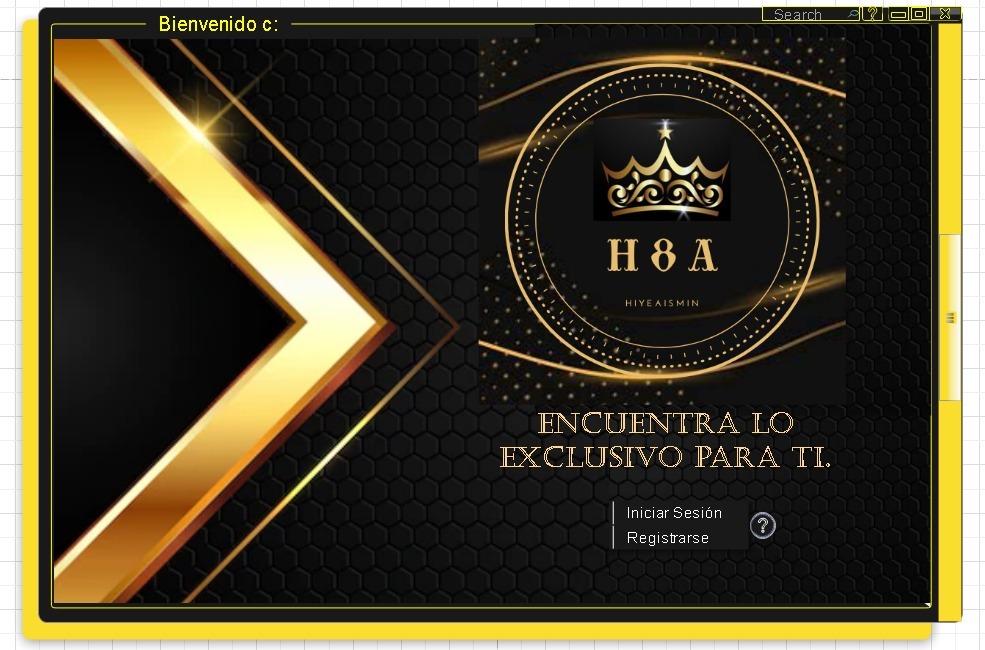 Bienvenido c:
Search
?
H8A
HIYEAISMIN
ENCUENTRA LO
EXCLUSIVO PARA TI.
Iniciar Sesión
Registrarse
?